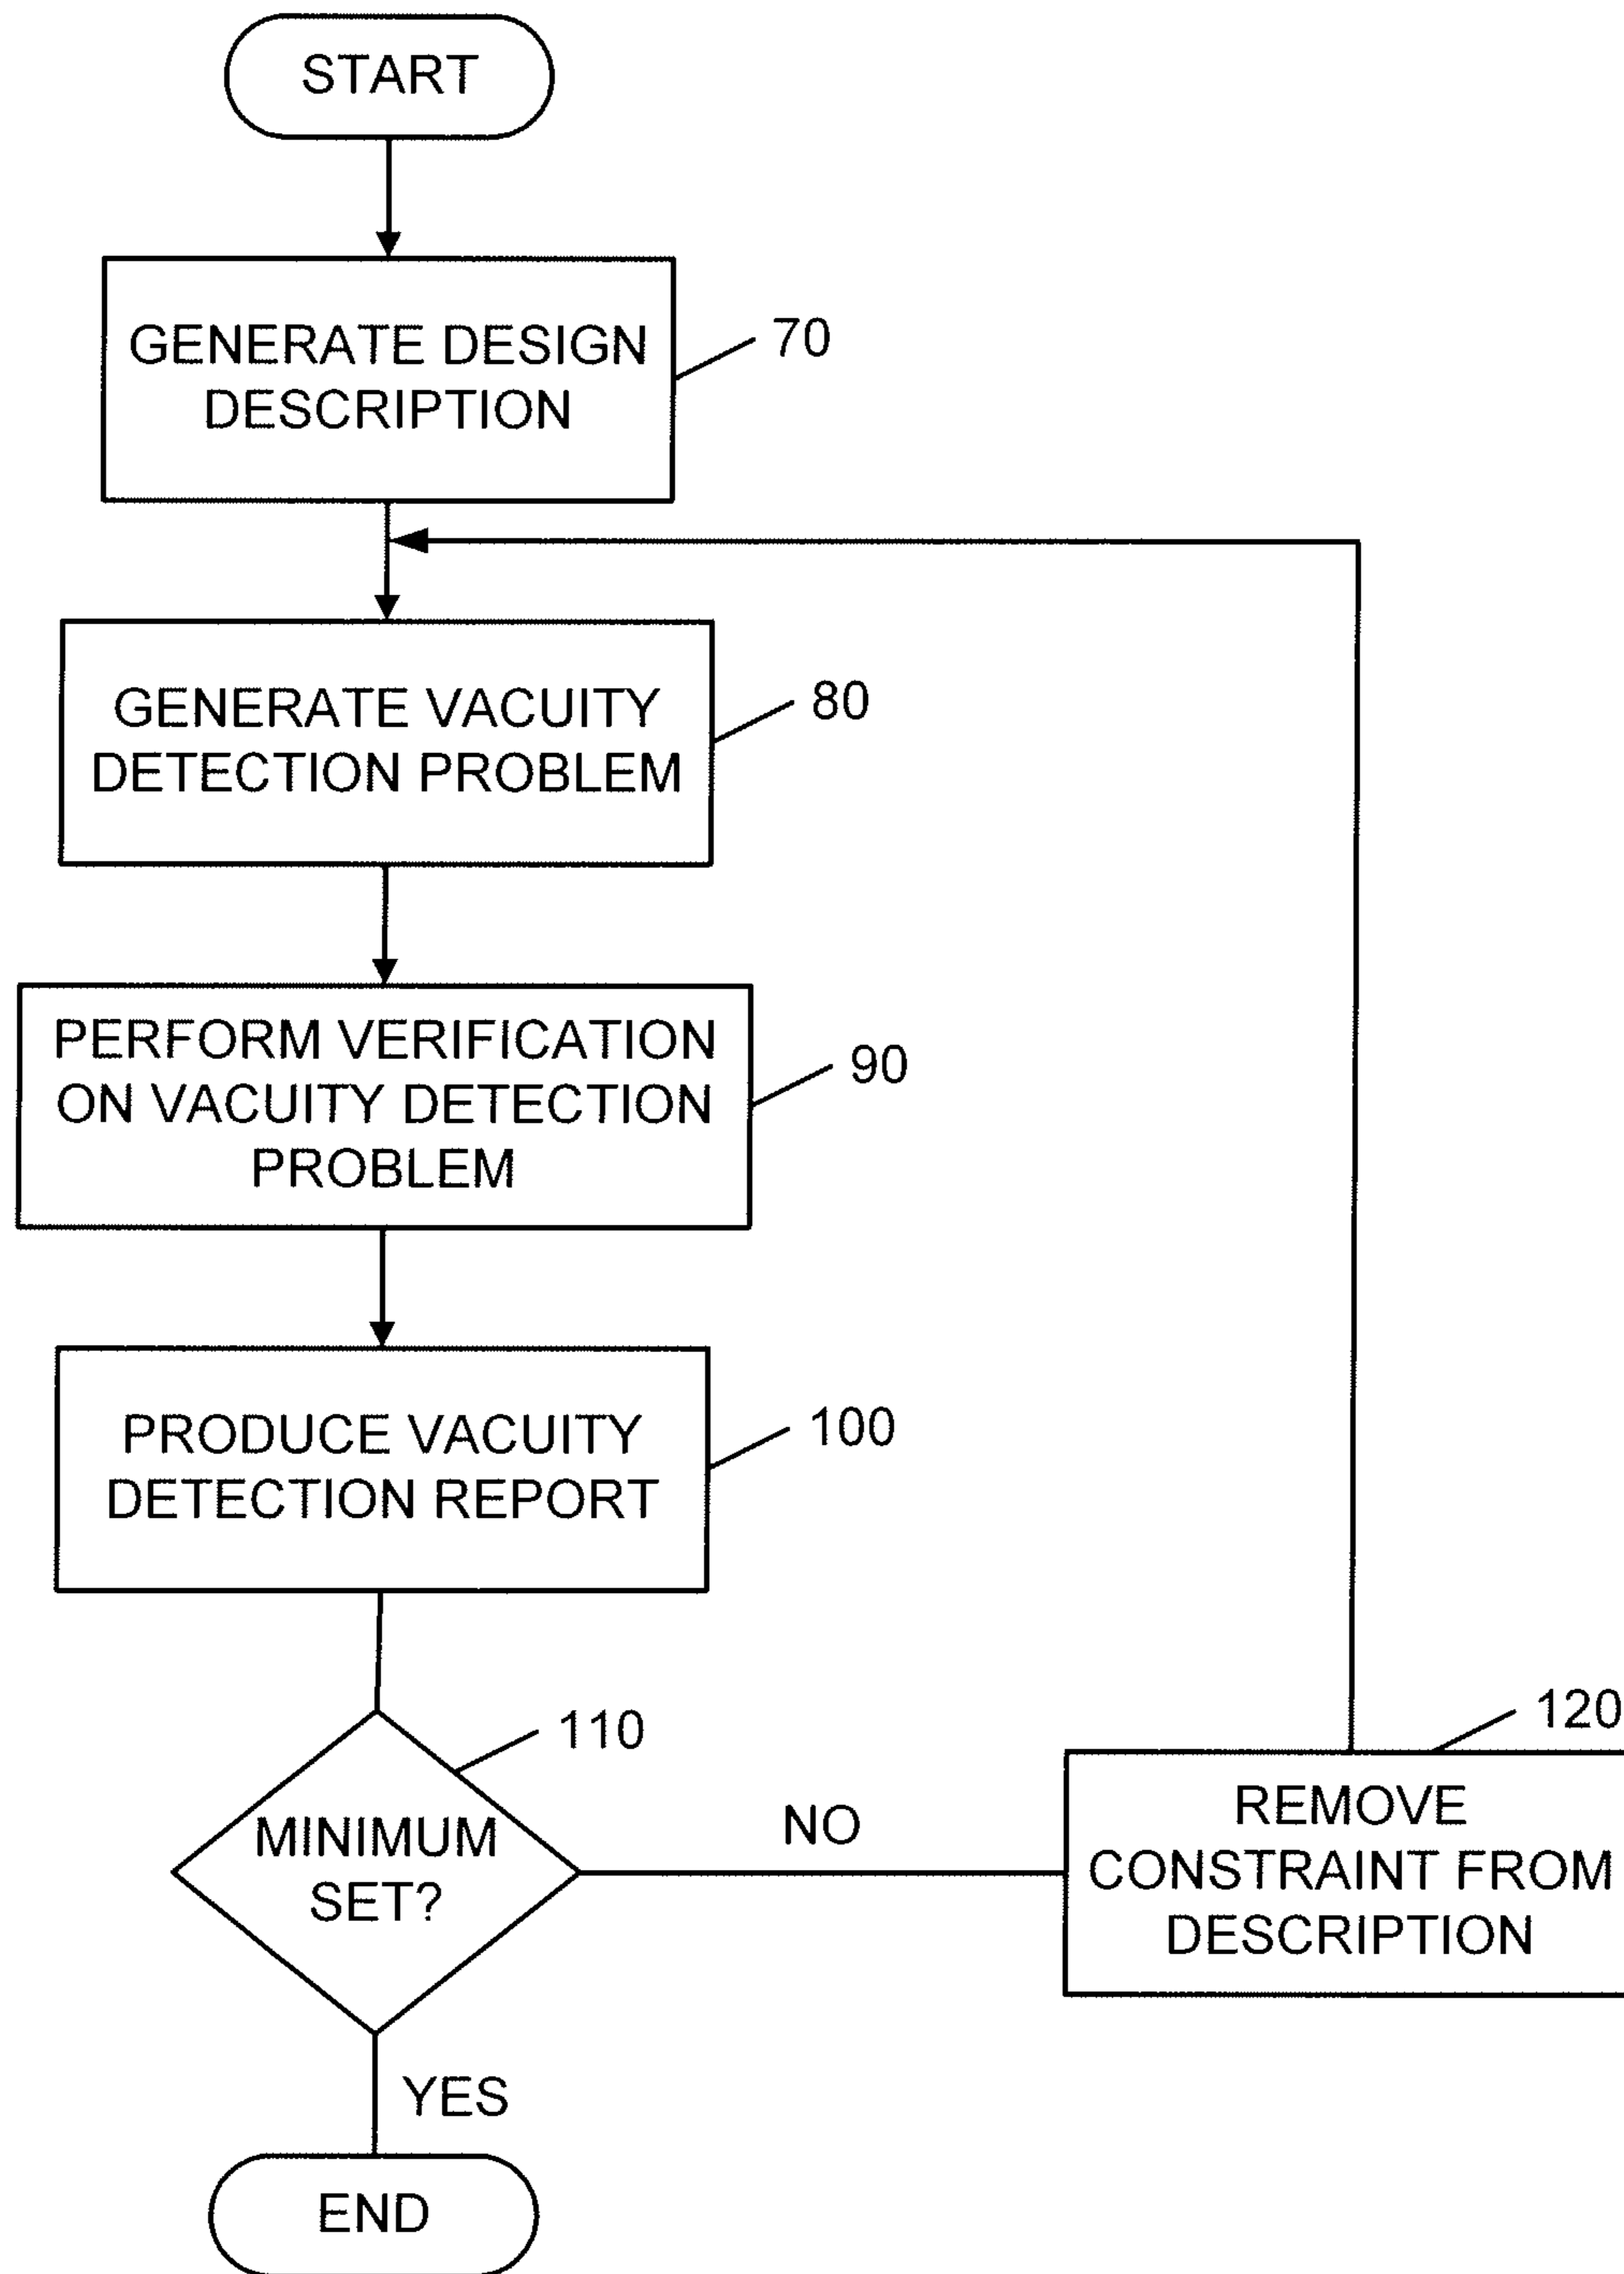 START
GENERATE DESIGN
DESCRIPTION
70
GENERATE VACUITY
DETECTION PROBLEM
80
PERFORM VERIFICATION
ON VACUITY DETECTION
PROBLEM
90
PRODUCE VACUITY
DETECTION REPORT
100
MINIMUM
SET?
110
NO
REMOVE
CONSTRAINT FROM
DESCRIPTION
120
YES
END